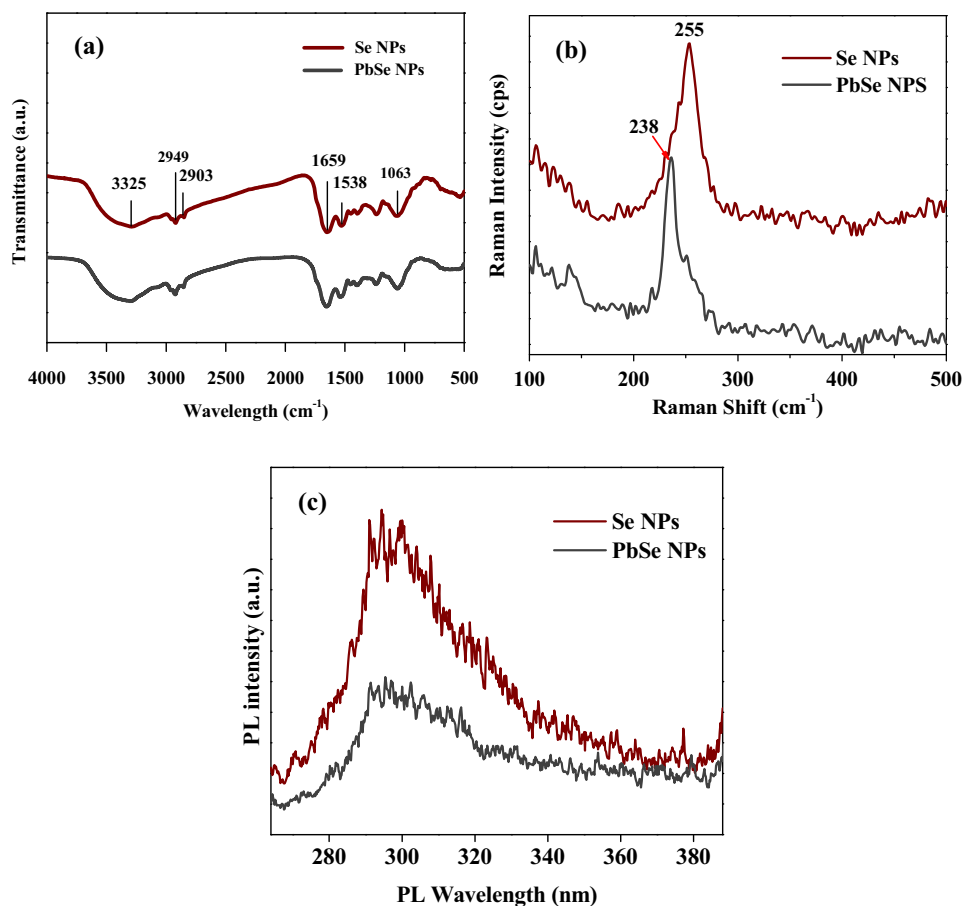 (a)
Se NPs
PbSe NPs
3325
2949
2903
1659
1538
1063
Transmittance (a.u.)
4000 3500 3000 2500 2000 1500 1000 500
Wavelength (cm⁻¹)
(b)
255
Se NPs
PbSe NPS
238
Raman Intensity (cps)
100 200 300 400 500
Raman Shift (cm⁻¹)
(c)
Se NPs
PbSe NPs
PL intensity (a.u.)
280 300 320 340 360 380
PL Wavelength (nm)